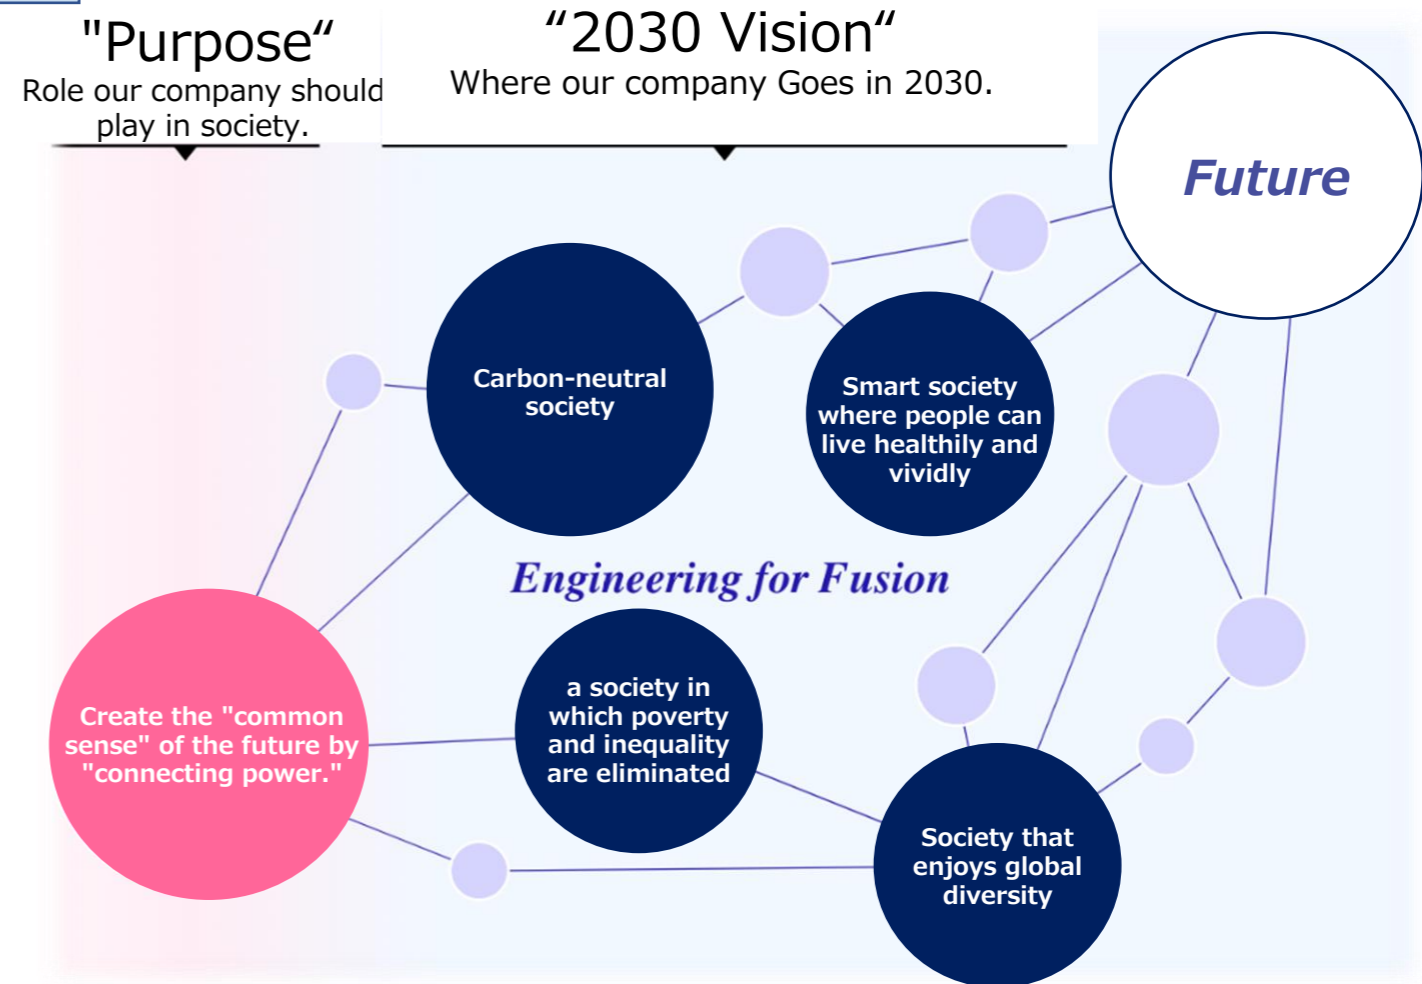 "Purpose“
Role our company should
play in society.
“2030 Vision“
Where our company Goes in 2030.
Future
Carbon-neutral
society
Smart society
where people can
live healthily and
vividly
Engineering for Fusion
Create the "common
sense" of the future by
"connecting power."
a society in
which poverty
and inequality
are eliminated
Society that
enjoys global
diversity